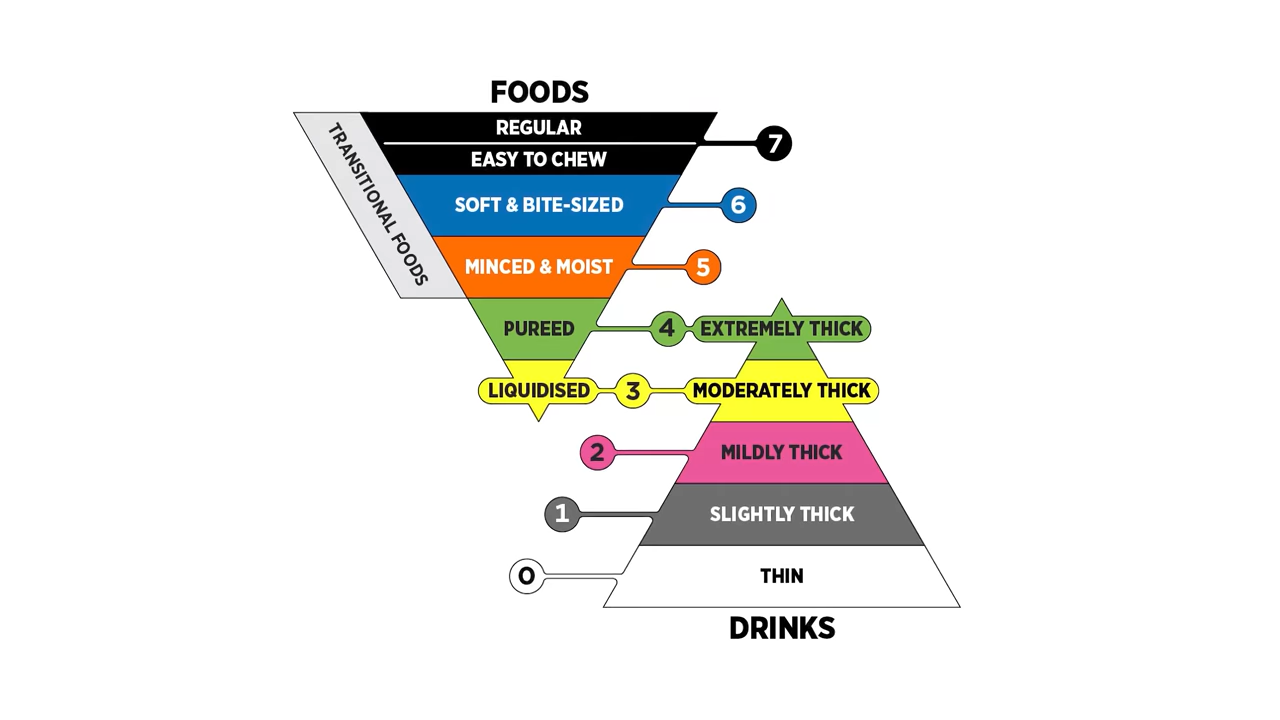 FOODS
REGULAR
7
EASY TO CHEW
TRANSITIONAL FOODS
SOFT & BITE-SIZED
6
MINCED & MOIST
5
PUREED
4
EXTREMELY THICK
LIQUIDISED
3
MODERATELY THICK
2
MILDLY THICK
1
SLIGHTLY THICK
0
THIN
DRINKS